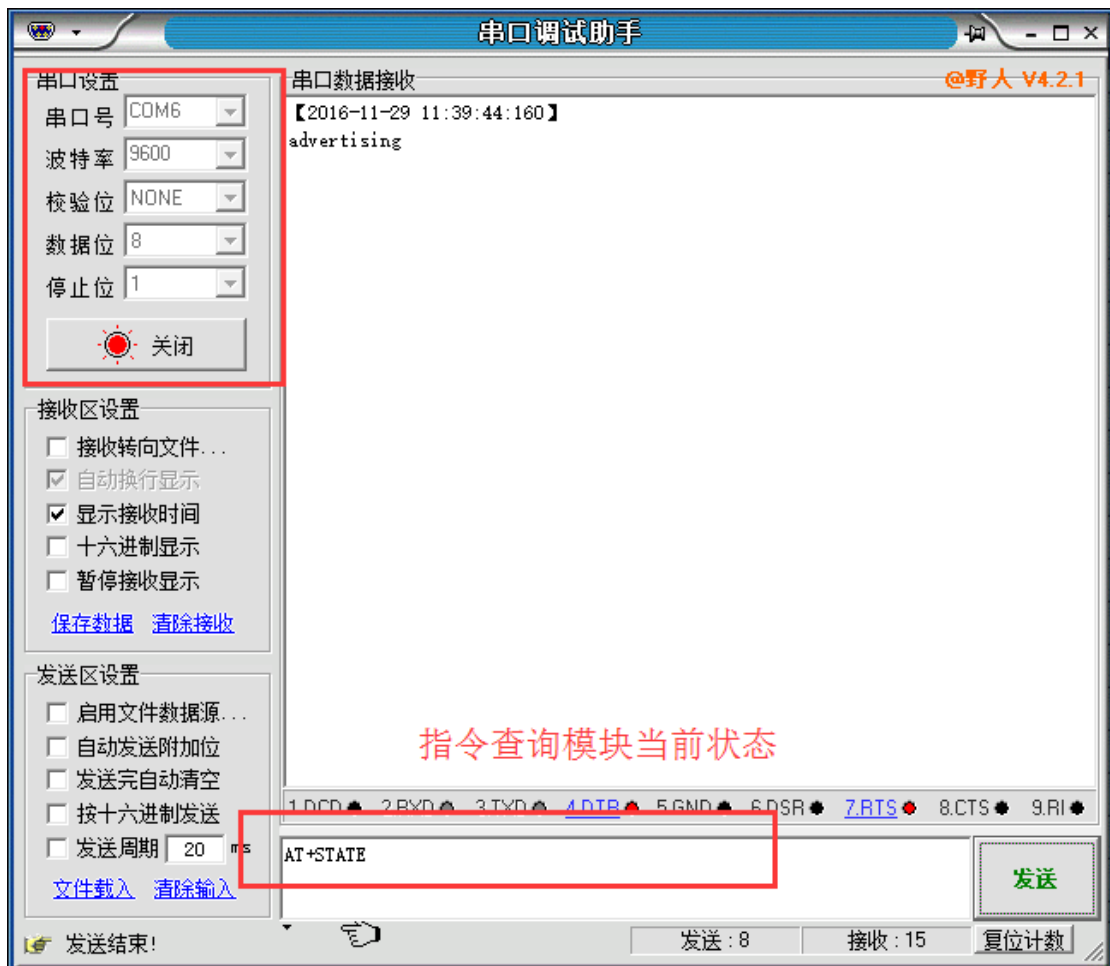 串口调试助手
串口设置
串口号 COM6
波特率 9600
校验位 NONE
数据位 8
停止位 1
关闭
接收区设置
接收转向文件...
自动换行显示
显示接收时间
十六进制显示
暂停接收显示
保存数据 清除接收
发送区设置
启用文件数据源...
自动发送附加位
发送完自动清空
按十六进制发送
发送周期 20 ms
文件载入 清除输入
串口数据接收 @野人 V4.2.1
【2016-11-29 11:39:44:160】
advertising
指令查询模块当前状态
1.DCD 2.RXD 3.TXD 4.DTR 5.GND 6.DSR 7.RTS 8.CTS 9.RI
AT+STATE
发送
发送结束! 发送:8 接收:15 复位计数